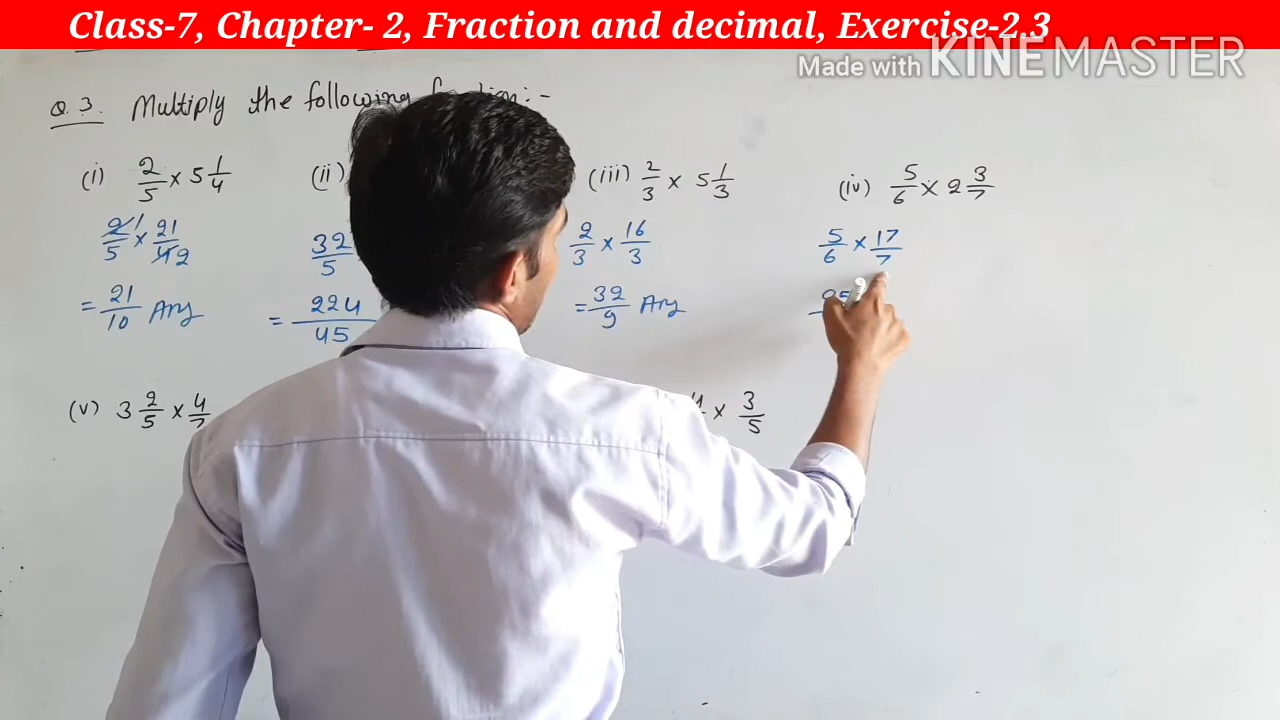 Class-7, Chapter- 2, Fraction and decimal, Exercise-2.3
Made with KINEMASTER
Q.3. Multiply the following :-
(i) 2/5 × 5 1/4
(ii)
(iii) 2/3 × 5 1/3
(iv) 5/6 × 2 3/7
2/5 × 21/4 1 2
32/5
2/3 × 16/3
5/6 × 17/7
= 21/10 Ans
= 224/45
= 32/9 Ans
(v) 3 2/5 × 4/7
× 3/5